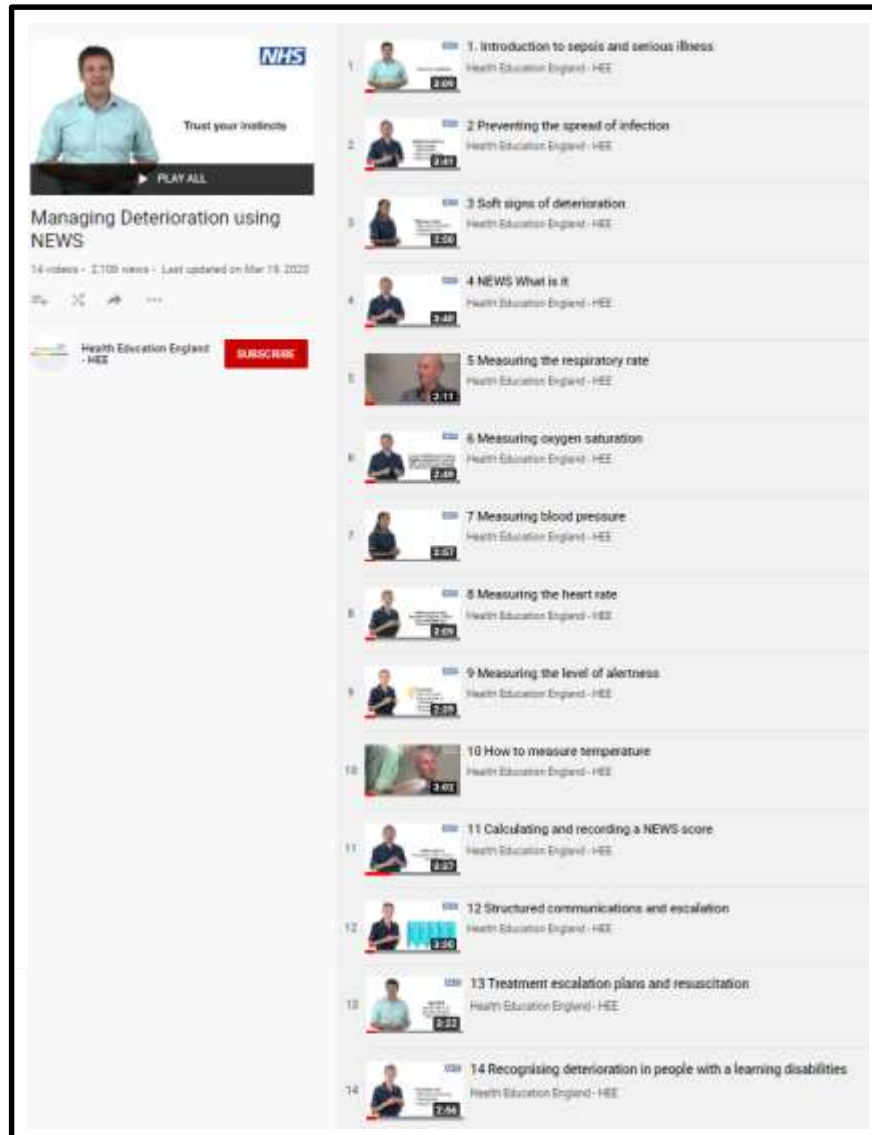 NHS
Trust your instincts
PLAY ALL
Managing Deterioration using
NEWS
14 videos - 2,108 views - Last updated on Mar 19, 2020
Health Education England
- HEE
SUBSCRIBE
1
1. Introduction to sepsis and serious illness
Health Education England - HEE
2
2 Preventing the spread of infection
Health Education England - HEE
2:41
3
3 Soft signs of deterioration
Health Education England - HEE
4
4 NEWS What is it
Health Education England - HEE
5
5 Measuring the respiratory rate
Health Education England - HEE
2:11
6
6 Measuring oxygen saturation
Health Education England - HEE
2:49
7
7 Measuring blood pressure
Health Education England - HEE
2:57
8
8 Measuring the heart rate
Health Education England - HEE
9
9 Measuring the level of alertness
Health Education England - HEE
10
10 How to measure temperature
Health Education England - HEE
11
11 Calculating and recording a NEWS score
Health Education England - HEE
12
12 Structured communications and escalation
Health Education England - HEE
13
13 Treatment escalation plans and resuscitation
Health Education England - HEE
14
14 Recognising deterioration in people with a learning disabilities
Health Education England - HEE